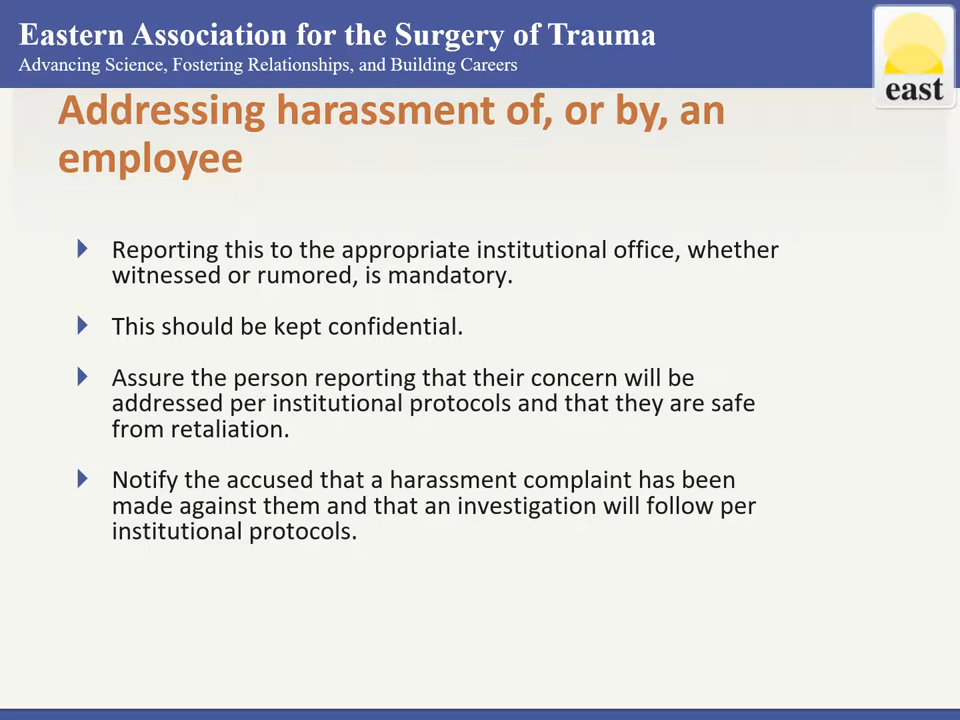 Eastern Association for the Surgery of Trauma
Advancing Science, Fostering Relationships, and Building Careers
east
Addressing harassment of, or by, an
employee
Reporting this to the appropriate institutional office, whether
witnessed or rumored, is mandatory.
This should be kept confidential.
Assure the person reporting that their concern will be
addressed per institutional protocols and that they are safe
from retaliation.
Notify the accused that a harassment complaint has been
made against them and that an investigation will follow per
institutional protocols.